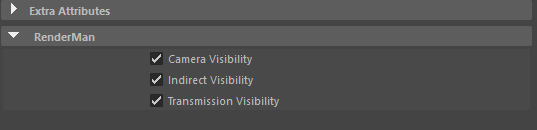 Extra Attributes
RenderMan
Camera Visibility
Indirect Visibility
Transmission Visibility